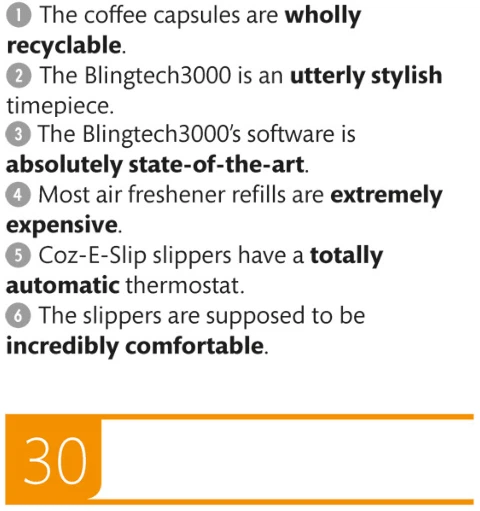 1 The coffee capsules are wholly
recyclable.
2 The Blingtech3000 is an utterly stylish
timepiece.
3 The Blingtech3000's software is
absolutely state-of-the-art.
4 Most air freshener refills are extremely
expensive.
5 Coz-E-Slip slippers have a totally
automatic thermostat.
6 The slippers are supposed to be
incredibly comfortable.
30